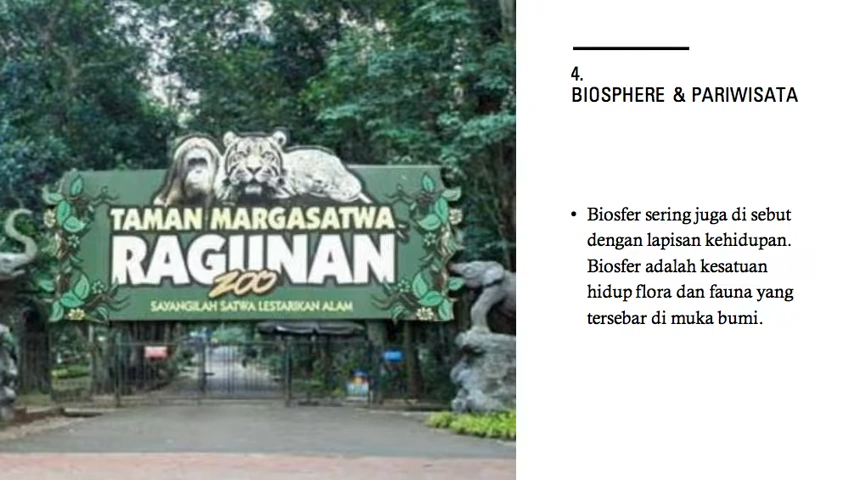 TAMAN MARGASATWA
RAGUNAN
ZOO
SAYANGILAH SATWA LESTARIKAN ALAM
4.
BIOSPHERE & PARIWISATA
• Biosfer sering juga di sebut
dengan lapisan kehidupan.
Biosfer adalah kesatuan
hidup flora dan fauna yang
tersebar di muka bumi.